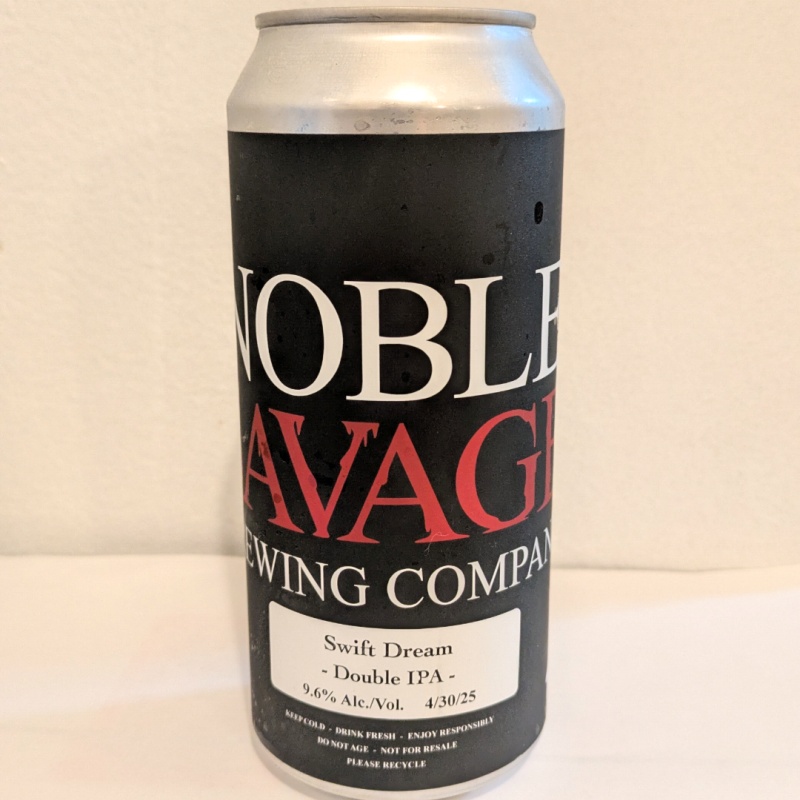 NOBLE
AVAGE
EWING COMPAN
Swift Dream
- Double IPA -
9.6% Alc./Vol. 4/30/25
KEEP COLD - DRINK FRESH - ENJOY RESPONSIBLY
DO NOT AGE - NOT FOR RESALE
PLEASE RECYCLE